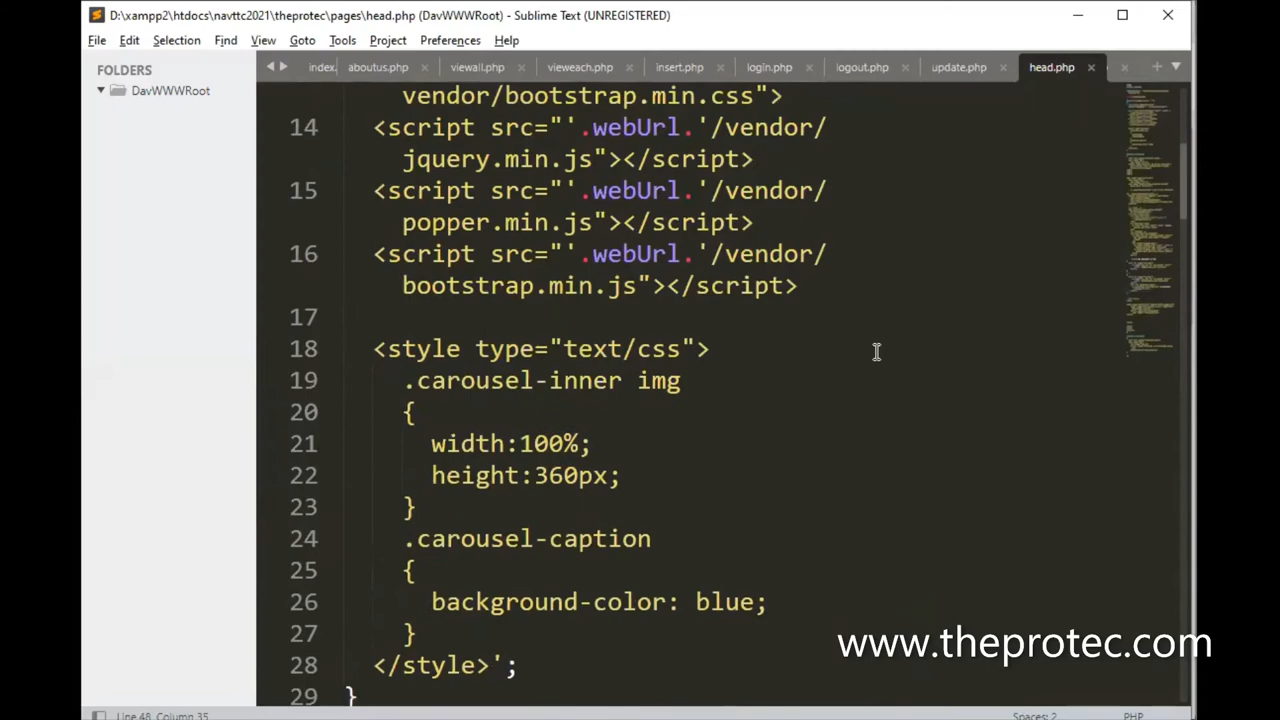 D:\xampp2\htdocs\navttc2021\theprotec\pages\head.php (DavWWWRoot) - Sublime Text (UNREGISTERED)
File Edit Selection Find View Goto Tools Project Preferences Help
FOLDERS
DavWWWRoot
index. aboutus.php viewall.php vieweach.php insert.php login.php logout.php update.php head.php
vendor/bootstrap.min.css">
14 <script src="'.webUrl.'/vendor/
jquery.min.js"></script>
15 <script src="'.webUrl.'/vendor/
popper.min.js"></script>
16 <script src="'.webUrl.'/vendor/
bootstrap.min.js"></script>
17
18 <style type="text/css">
19 .carousel-inner img
20 {
21 width:100%;
22 height:360px;
23 }
24 .carousel-caption
25 {
26 background-color: blue;
27 }
28 </style>';
29 }
www.theprotec.com
Line 48, Column 35 Spaces: 2 PHP